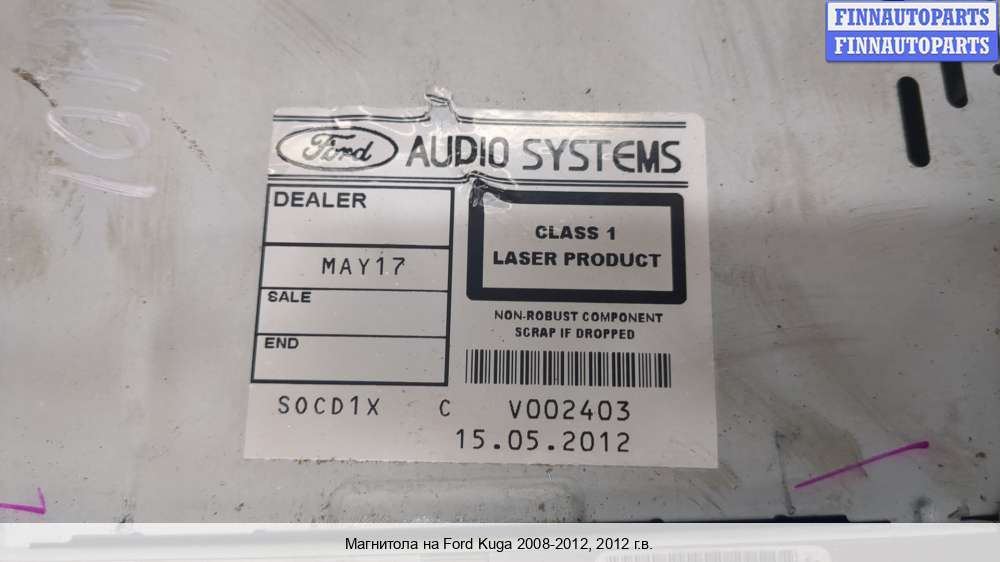 FINNAUTOPARTS
FINNAUTOPARTS
Ford AUDIO SYSTEMS
DEALER
MAY17
SALE
END
CLASS 1
LASER PRODUCT
NON-ROBUST COMPONENT
SCRAP IF DROPPED
SOCD1X C V002403
15.05.2012
Магнитола на Ford Kuga 2008-2012, 2012 г.в.